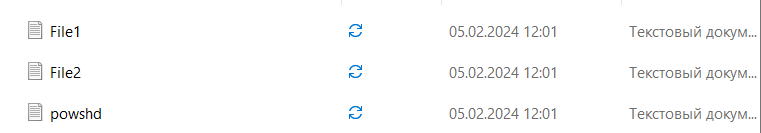 File1 05.02.2024 12:01 Текстовый докум...
File2 05.02.2024 12:01 Текстовый докум...
powshd 05.02.2024 12:01 Текстовый докум...